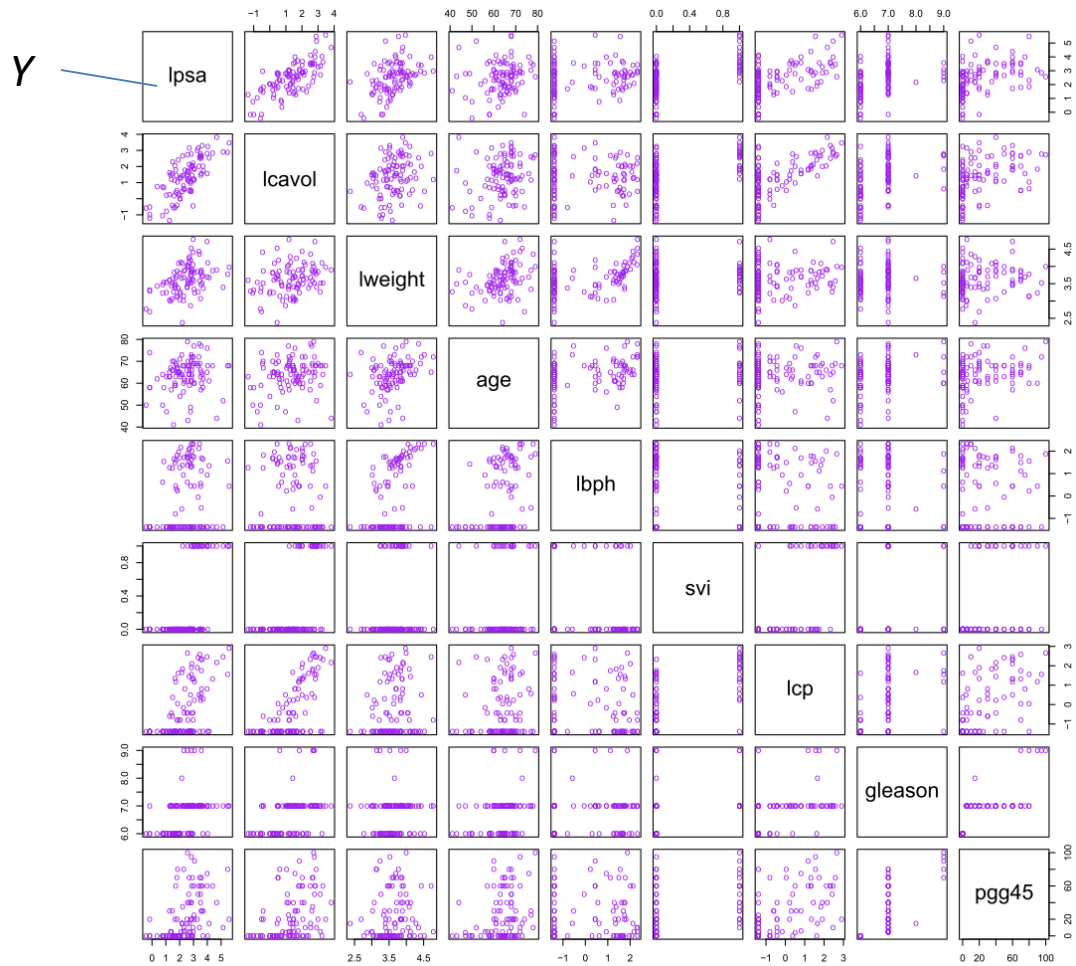 −1 0 1 2 3 4 40 50 60 70 80 0.0 0.4 0.8 6.0 7.0 8.0 9.0
Y
lpsa
0 1 2 3 4 5
−1 0 1 2 3 4
lcavol
lweight
2.5 3.5 4.5
40 50 60 70 80
age
lbph
−1 0 1 2
0.0 0.4 0.8
svi
lcp
−1 0 1 2 3
6.0 7.0 8.0 9.0
gleason
pgg45
0 20 60 100
0 1 2 3 4 5 2.5 3.5 4.5 −1 0 1 2 −1 0 1 2 3 0 20 60 100